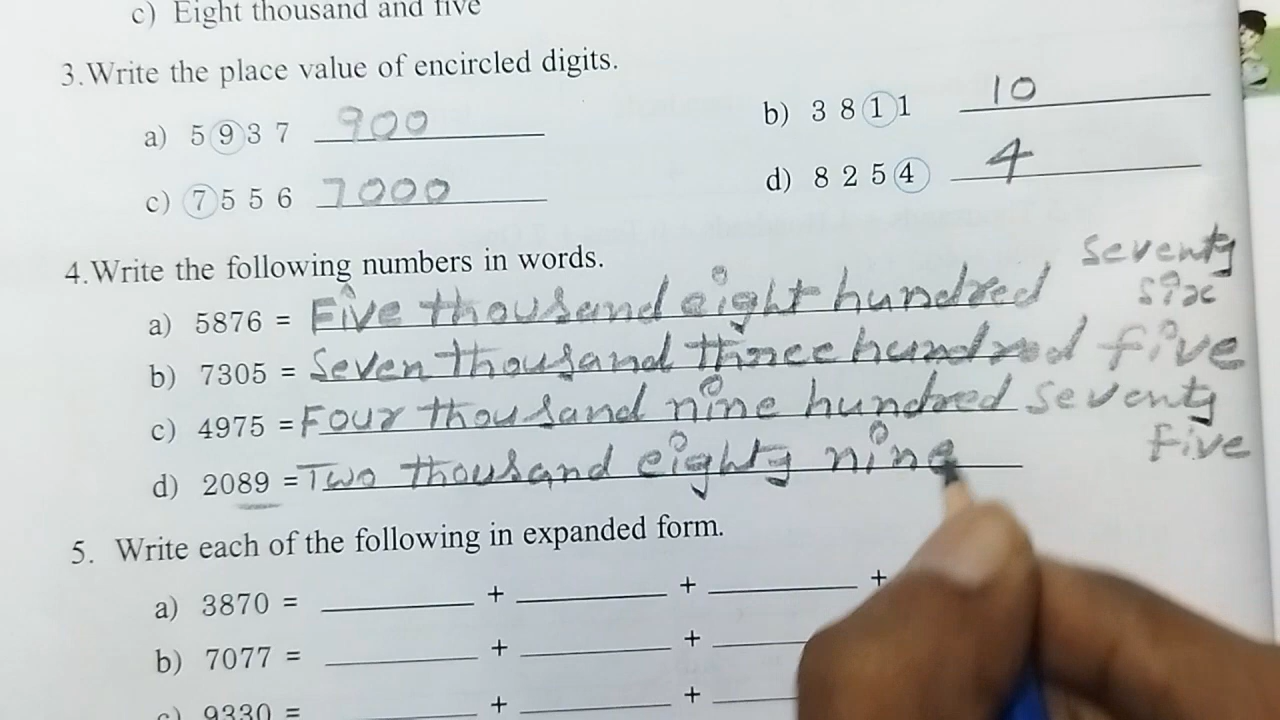 c) Eight thousand and five
3.Write the place value of encircled digits.
a) 5 9 3 7 900
b) 3 8 1 1 10
c) 7 5 5 6 7000
d) 8 2 5 4 4
4.Write the following numbers in words.
a) 5876 = Five thousand eight hundred seventy six
b) 7305 = Seven thousand three hundred five
c) 4975 = Four thousand nine hundred seventy five
d) 2089 = Two thousand eighty nine
5. Write each of the following in expanded form.
a) 3870 = + + +
b) 7077 = + +
c) 9330 = + +